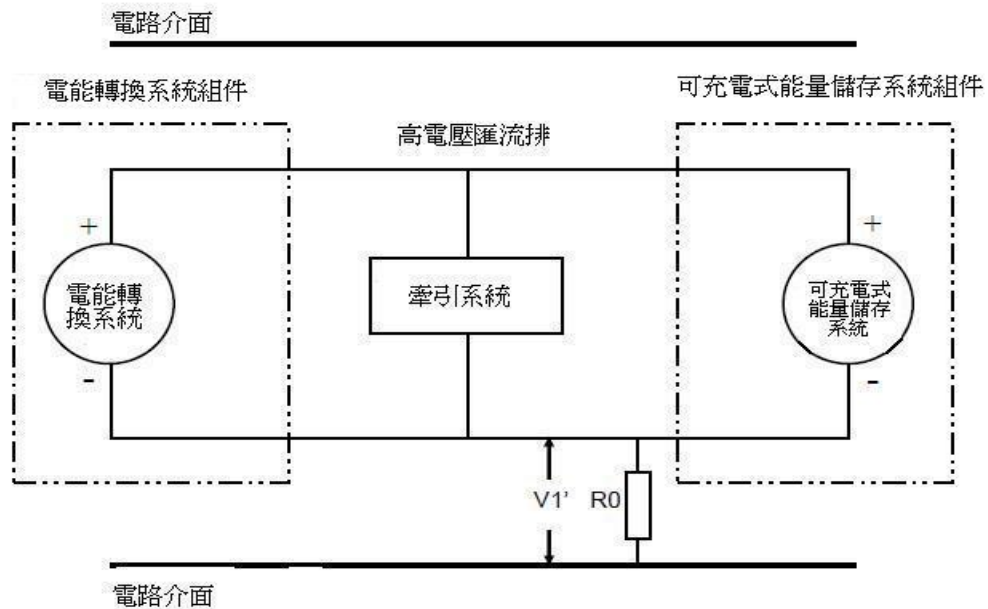 電路介面
電能轉換系統組件
可充電式能量儲存系統組件
高電壓匯流排
+
+
電能轉
換系統
牽引系統
可充電式
能量儲存
系統
-
-
V1'
R0
電路介面